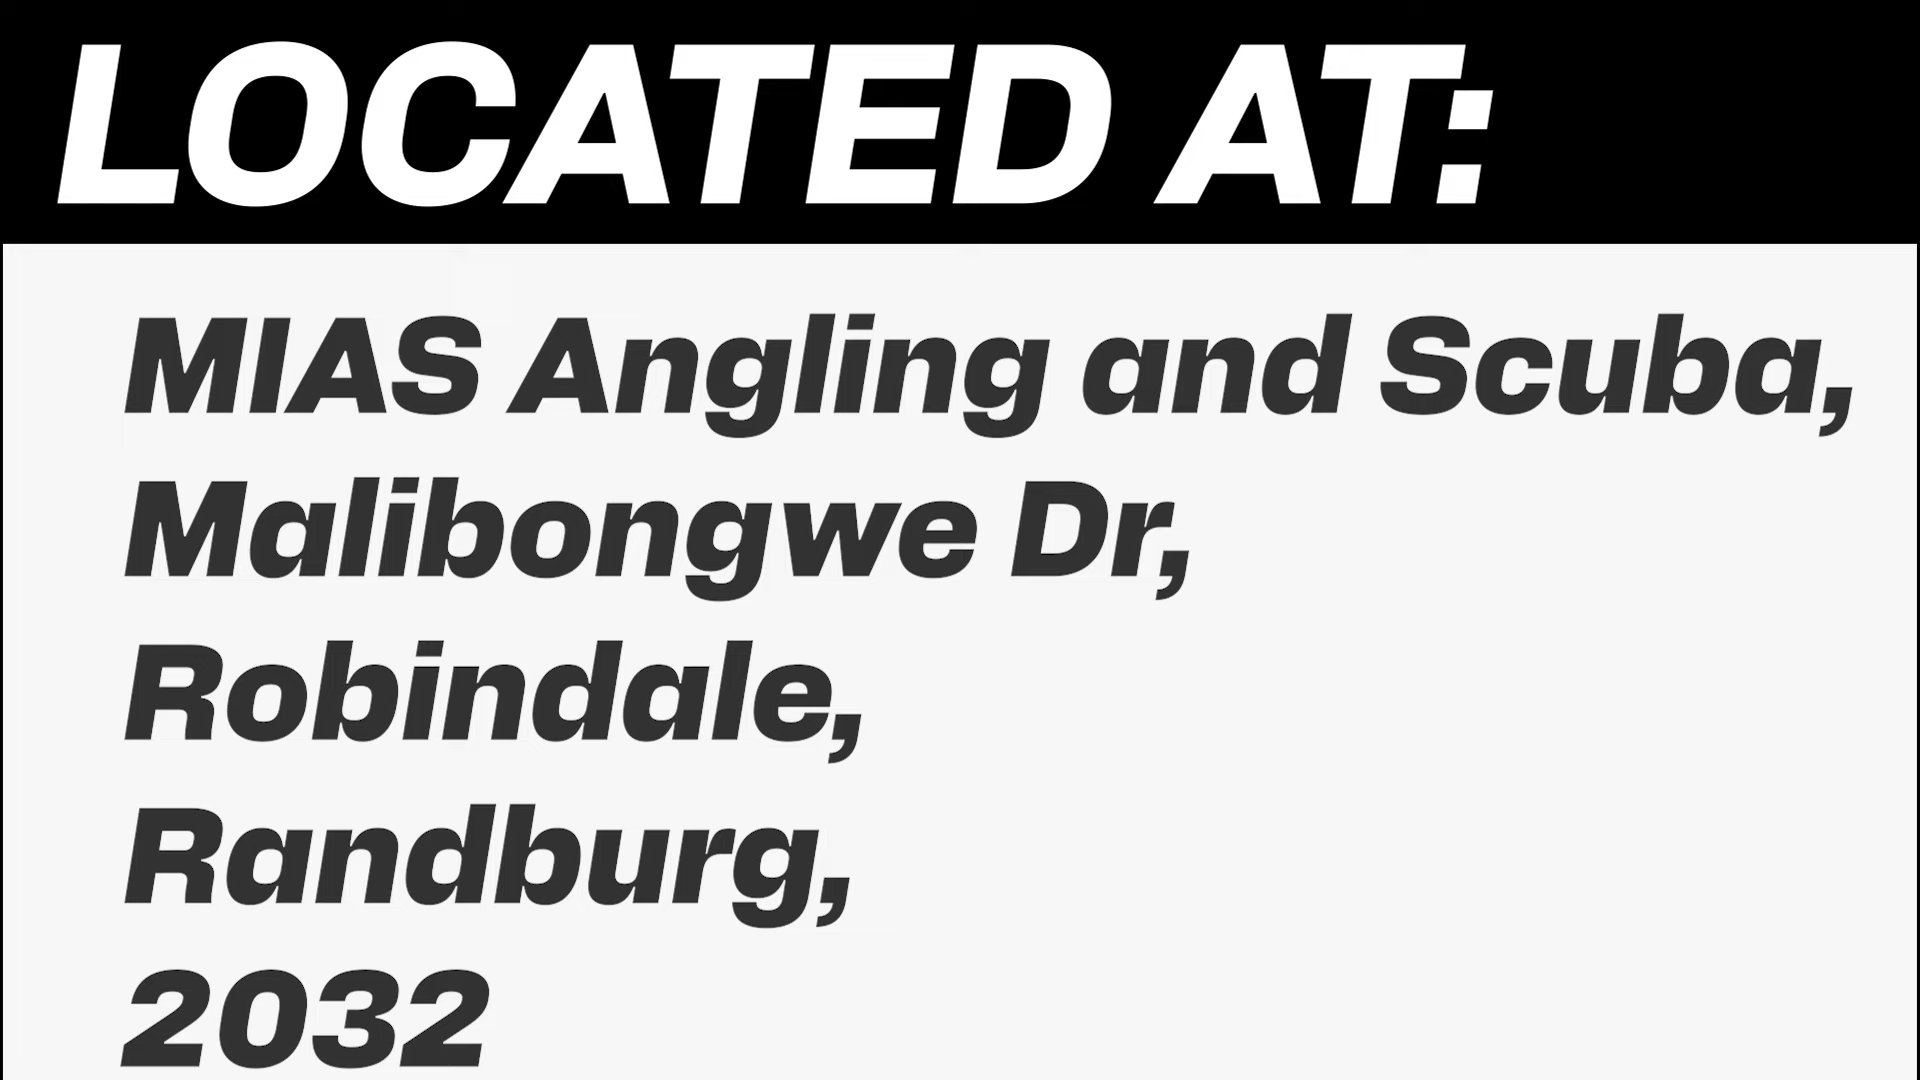 LOCATED AT:
MIAS Angling and Scuba,
Malibongwe Dr,
Robindale,
Randburg,
2032